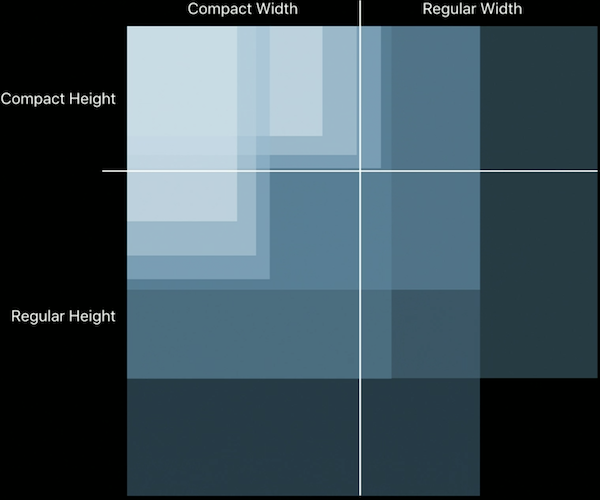 Compact Width
Regular Width
Compact Height
Regular Height